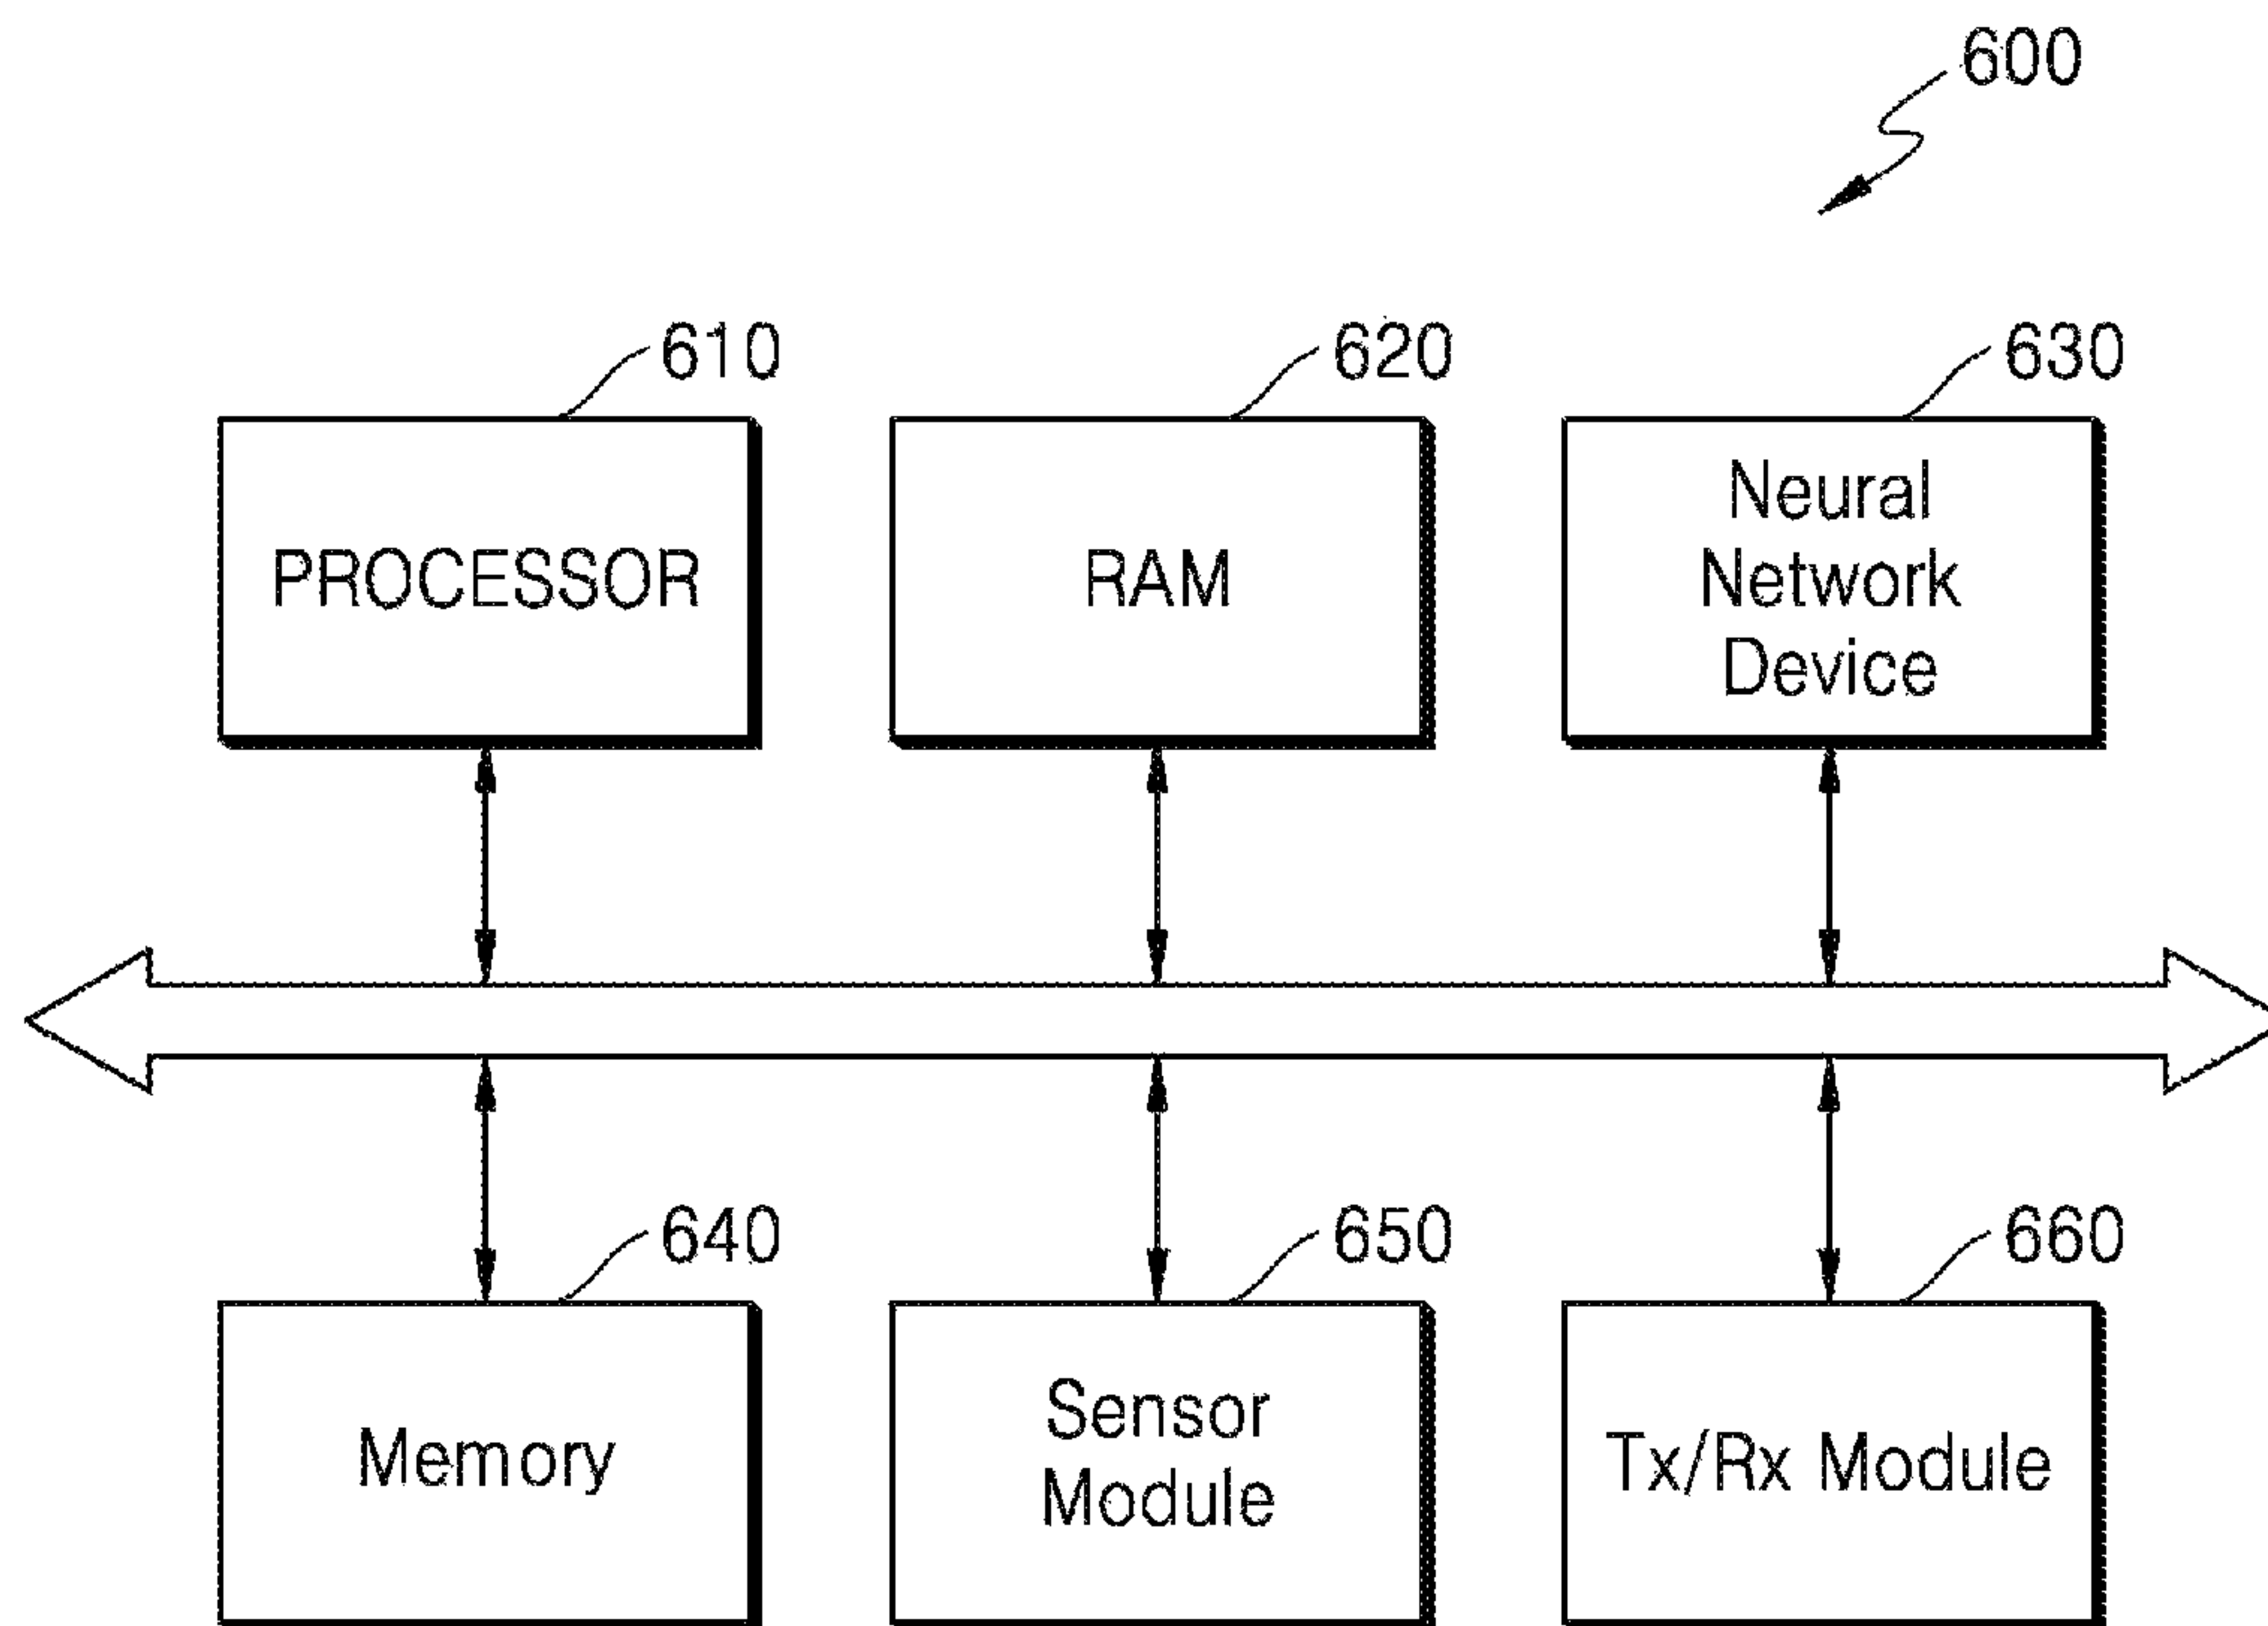 600
610
620
630
PROCESSOR
RAM
Neural
Network
Device
640
650
660
Memory
Sensor
Module
Tx/Rx Module